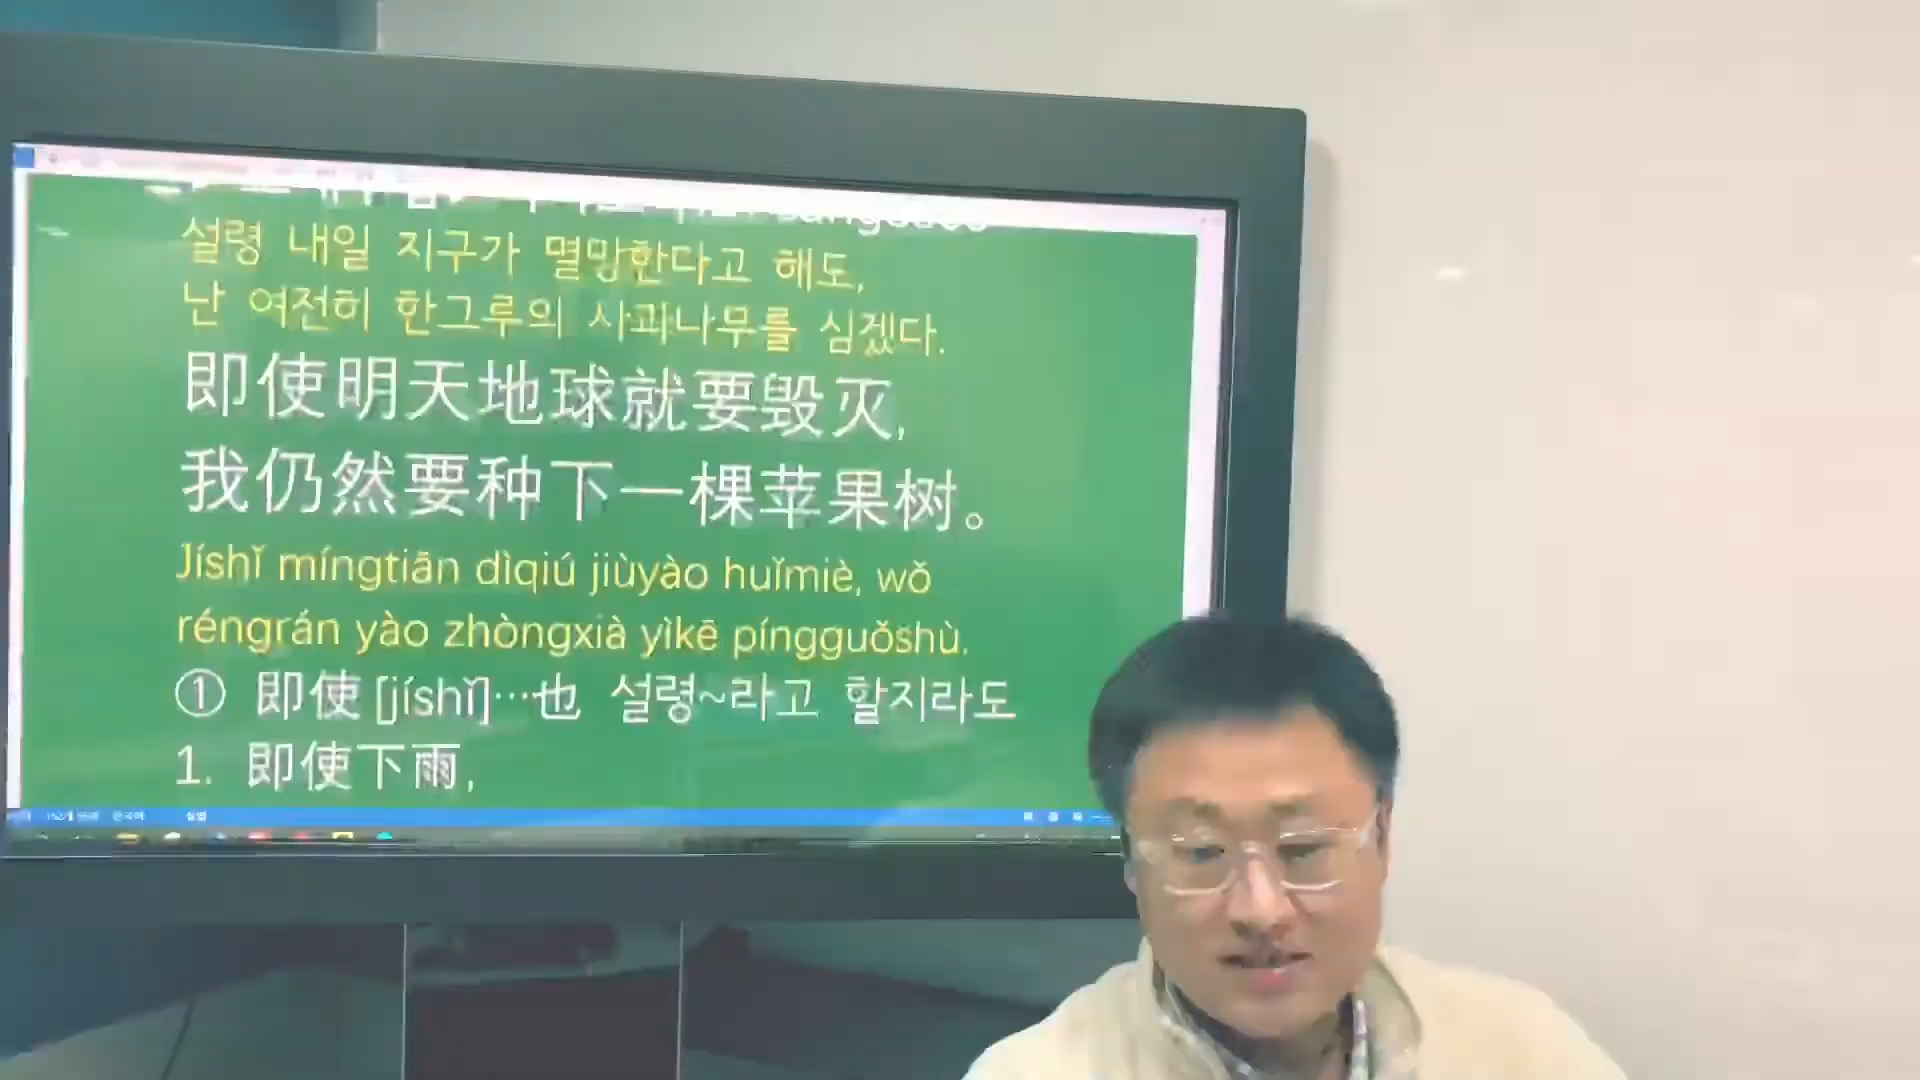 설령 내일 지구가 멸망한다고 해도,
난 여전히 한그루의 사과나무를 심겠다.
即使明天地球就要毁灭,
我仍然要种下一棵苹果树。
Jíshǐ míngtiān dìqiú jiùyào huǐmiè, wǒ
réngrán yào zhòngxià yìkē píngguǒshù.
① 即使 [jíshǐ]…也 설령~라고 할지라도
1. 即使下雨,